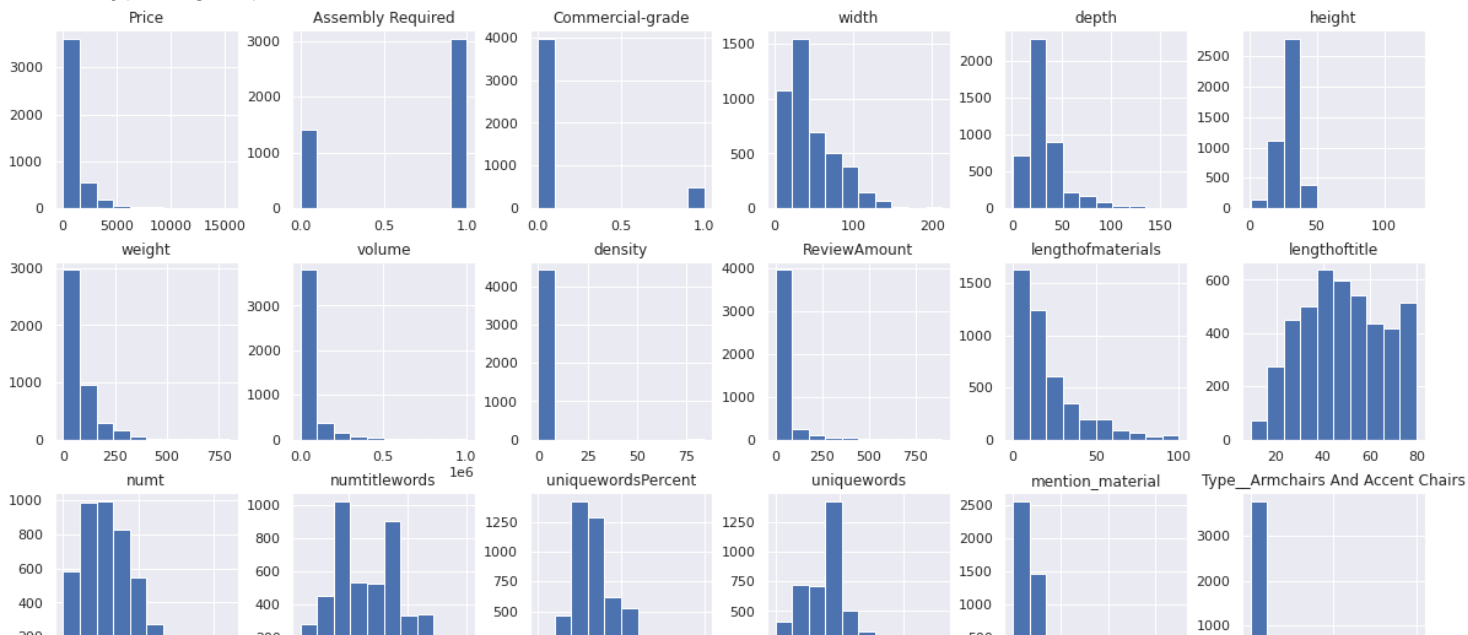 Price Assembly Required Commercial-grade width depth height
3000 3000 4000 1500 2000 2500
2000 2000 3000 1000 1500 2000
1000 1000 2000 500 1000 1500
0 0 1000 0 500 1000
0 0 500
0
0 5000 10000 15000 0.0 0.5 1.0 0.0 0.5 1.0 0 100 200 0 50 100 150 0 50 100
weight volume density ReviewAmount lengthofmaterials lengthoftitle
3000 3000 4000 4000 1500 600
2000 2000 3000 3000 1000 400
1000 1000 2000 2000 500 200
0 0 1000 1000 0 0
0 0
0 250 500 750 0.0 0.5 1.0 0 25 50 75 0 250 500 750 0 50 100 20 40 60 80
1e6
numt numtitlewords uniquewordsPercent uniquewords mention_material Type__Armchairs And Accent Chairs
1000 1000 1250 1250 2500 3000
800 800 1000 1000 2000 2000
600 600 750 750 1500 1000
400 400 500 500 1000